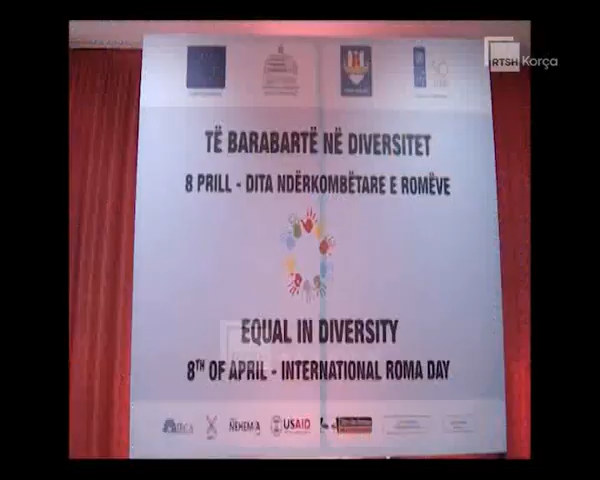 RTSH Korça
TË BARABARTË NË DIVERSITET
8 PRILL - DITA NDËRKOMBËTARE E ROMËVE
EQUAL IN DIVERSITY
8TH OF APRIL - INTERNATIONAL ROMA DAY
NEHEMIA USAID